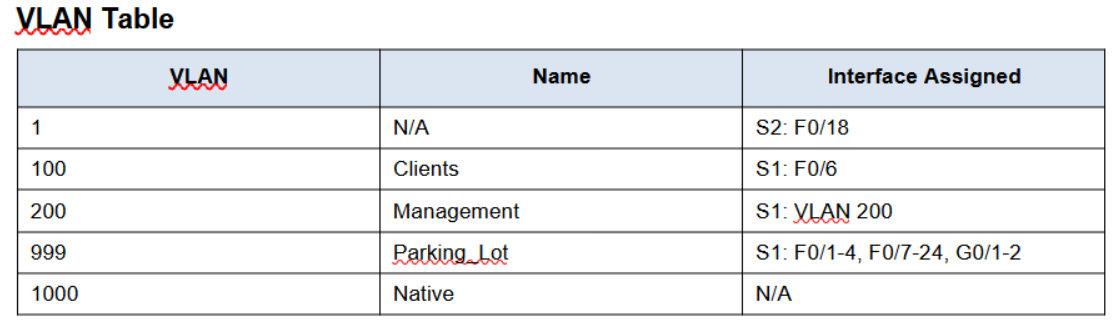 VLAN Table
VLAN Name Interface Assigned
1 N/A S2: F0/18
100 Clients S1: F0/6
200 Management S1: VLAN 200
999 Parking_Lot S1: F0/1-4, F0/7-24, G0/1-2
1000 Native N/A